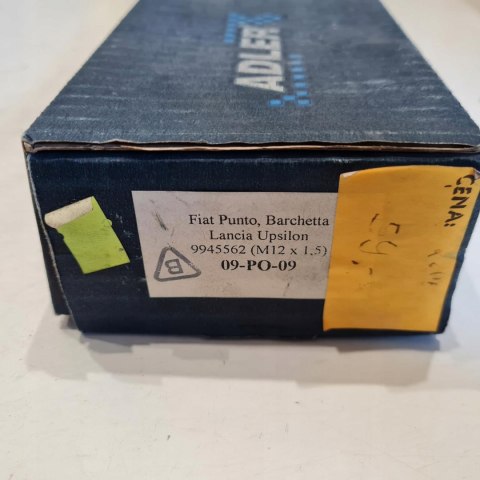 ADLER
Fiat Punto, Barchetta
Lancia Upsilon
9945562 (M12 x 1,5)
09-PO-09
B
CENA: